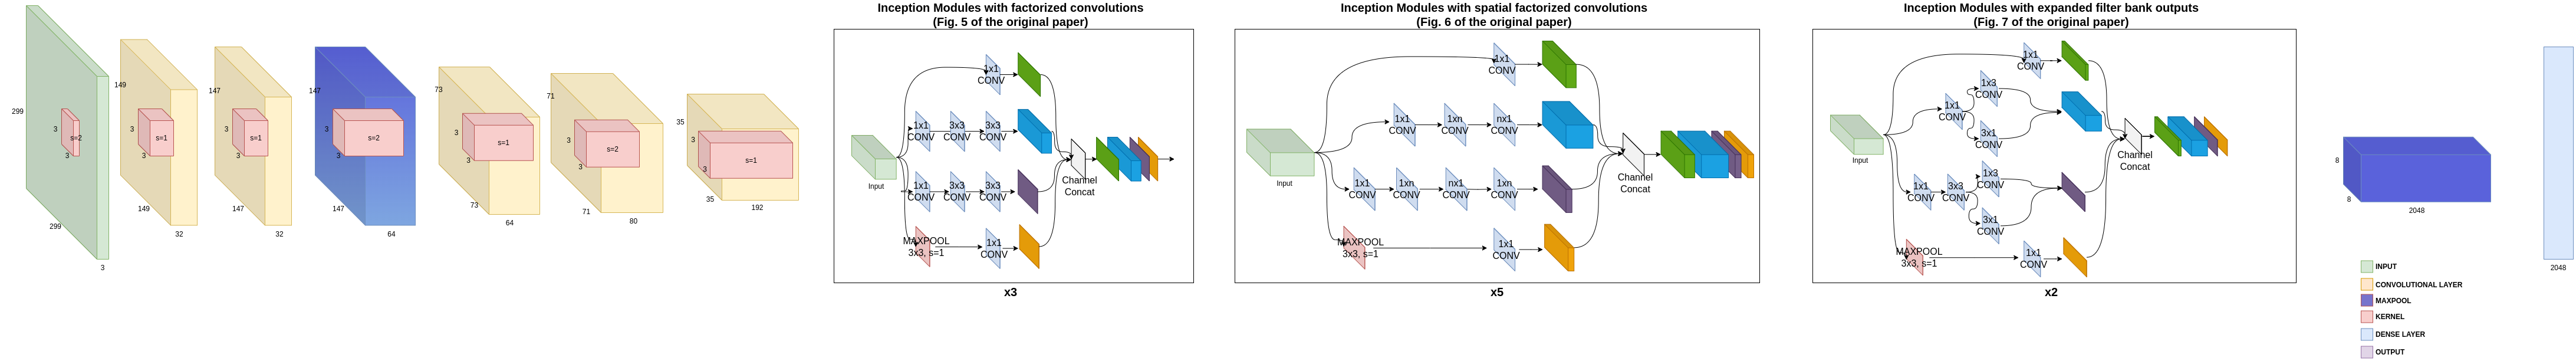 299
299
3
3
3
s=2
149
149
32
3
3
s=1
147
147
32
3
3
s=1
147
147
64
3
3
s=2
73
73
64
3
3
s=1
71
71
80
3
3
s=2
35
35
192
3
3
s=1
Inception Modules with factorized convolutions
(Fig. 5 of the original paper)
Input
1x1
CONV
1x1
CONV
3x3
CONV
3x3
CONV
1x1
CONV
3x3
CONV
3x3
CONV
MAXPOOL
3x3, s=1
1x1
CONV
Channel
Concat
x3
Inception Modules with spatial factorized convolutions
(Fig. 6 of the original paper)
Input
1x1
CONV
1x1
CONV
1xn
CONV
nx1
CONV
1x1
CONV
1xn
CONV
nx1
CONV
1xn
CONV
MAXPOOL
3x3, s=1
1x1
CONV
Channel
Concat
x5
Inception Modules with expanded filter bank outputs
(Fig. 7 of the original paper)
Input
1x1
CONV
1x1
CONV
1x3
CONV
3x1
CONV
1x1
CONV
3x3
CONV
1x3
CONV
3x1
CONV
MAXPOOL
3x3, s=1
1x1
CONV
Channel
Concat
x2
8
8
2048
2048
INPUT
CONVOLUTIONAL LAYER
MAXPOOL
KERNEL
DENSE LAYER
OUTPUT